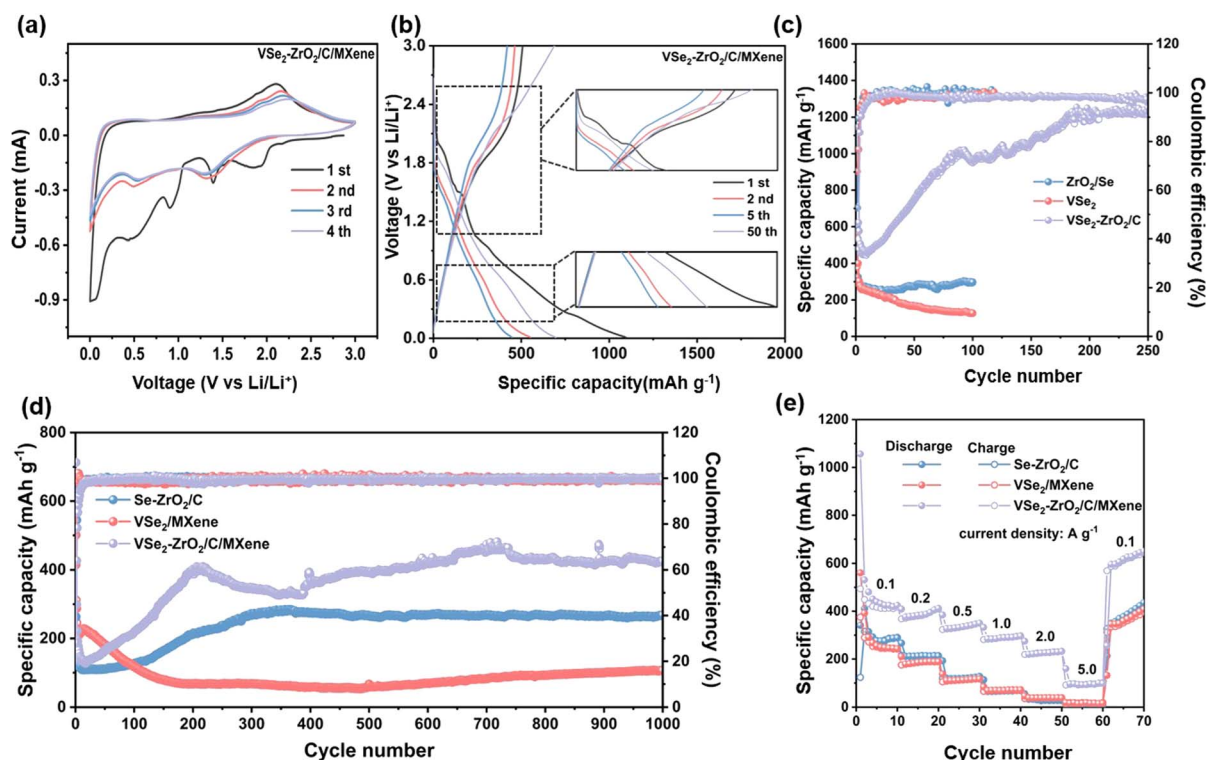 (a)
VSe₂-ZrO₂/C/MXene
Current (mA)
0.3
0.0
-0.3
-0.6
-0.9
1 st
2 nd
3 rd
4 th
0.0 0.5 1.0 1.5 2.0 2.5 3.0
Voltage (V vs Li/Li⁺)
(b)
VSe₂-ZrO₂/C/MXene
Voltage (V vs Li/Li⁺)
3.0
2.4
1.8
1.2
0.6
0.0
1 st
2 nd
5 th
50 th
0 500 1000 1500 2000
Specific capacity(mAh g⁻¹)
(c)
Specific capacity (mAh g⁻¹)
1600
1400
1200
1000
800
600
400
200
0
ZrO₂/Se
VSe₂
VSe₂-ZrO₂/C
120
100
80
60
40
20
0
Coulombic efficiency (%)
0 50 100 150 200 250
Cycle number
(d)
Specific capacity (mAh g⁻¹)
800
600
400
200
0
Se-ZrO₂/C
VSe₂/MXene
VSe₂-ZrO₂/C/MXene
120
100
80
60
40
20
0
Coulombic efficiency (%)
0 100 200 300 400 500 600 700 800 900 1000
Cycle number
(e)
Specific capacity (mAh g⁻¹)
1200
1000
800
600
400
200
0
Discharge Charge
Se-ZrO₂/C
VSe₂/MXene
VSe₂-ZrO₂/C/MXene
current density: A g⁻¹
0.1
0.2
0.5
1.0
2.0
5.0
0.1
0 10 20 30 40 50 60 70
Cycle number